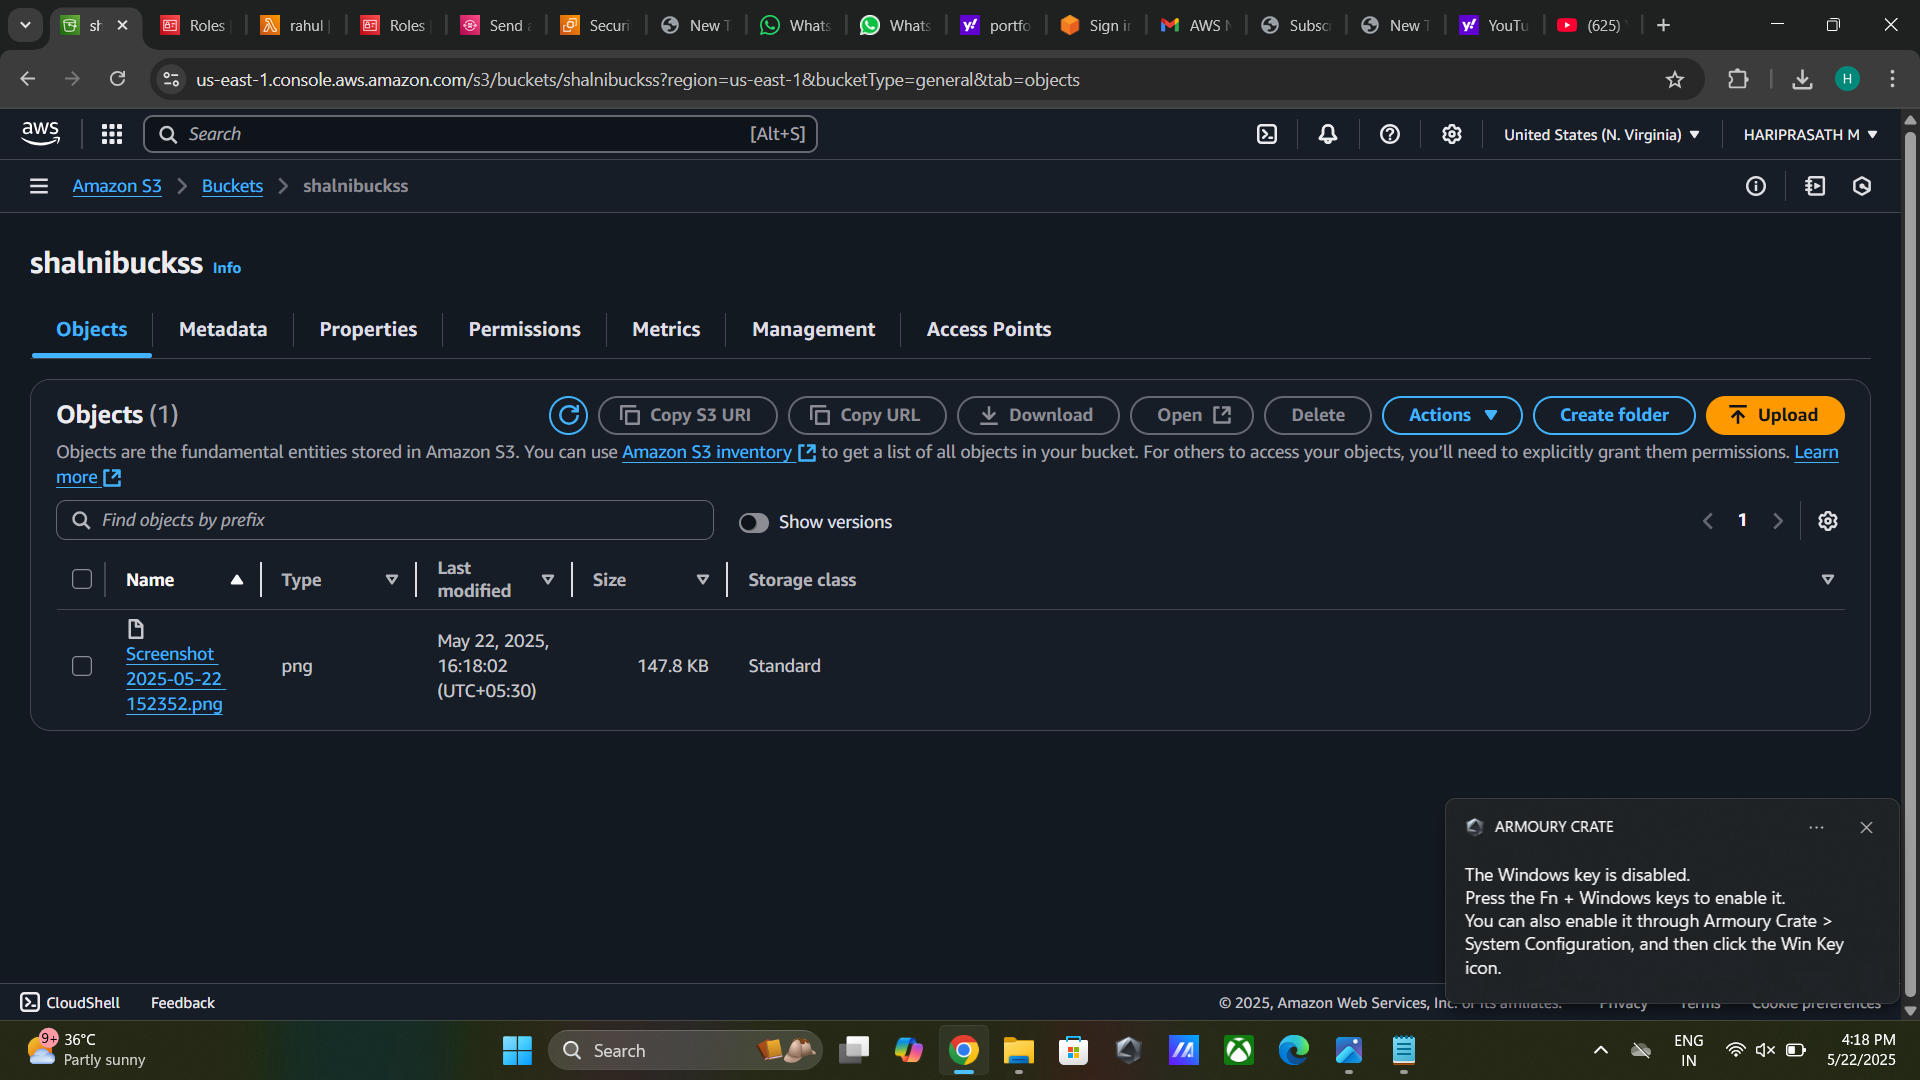 sh
Roles
rahul
Roles
Send a
Securi
New T
Whats
Whats
portfo
Sign in
AWS N
Subsc
New T
YouTu
(625)
us-east-1.console.aws.amazon.com/s3/buckets/shalnibuckss?region=us-east-1&bucketType=general&tab=objects
H
aws
Search
[Alt+S]
United States (N. Virginia)
HARIPRASATH M
Amazon S3
Buckets
shalnibuckss
shalnibuckss Info
Objects
Metadata
Properties
Permissions
Metrics
Management
Access Points
Objects (1)
Copy S3 URI
Copy URL
Download
Open
Delete
Actions
Create folder
Upload
Objects are the fundamental entities stored in Amazon S3. You can use Amazon S3 inventory to get a list of all objects in your bucket. For others to access your objects, you’ll need to explicitly grant them permissions. Learn
more
Find objects by prefix
Show versions
1
Name
Type
Last
modified
Size
Storage class
Screenshot
2025-05-22
152352.png
png
May 22, 2025,
16:18:02
(UTC+05:30)
147.8 KB
Standard
ARMOURY CRATE
The Windows key is disabled.
Press the Fn + Windows keys to enable it.
You can also enable it through Armoury Crate >
System Configuration, and then click the Win Key
icon.
CloudShell
Feedback
© 2025, Amazon Web Services, Inc. or its affiliates.
Privacy
Terms
Cookie preferences
9+
36°C
Partly sunny
Search
ENG
IN
4:18 PM
5/22/2025